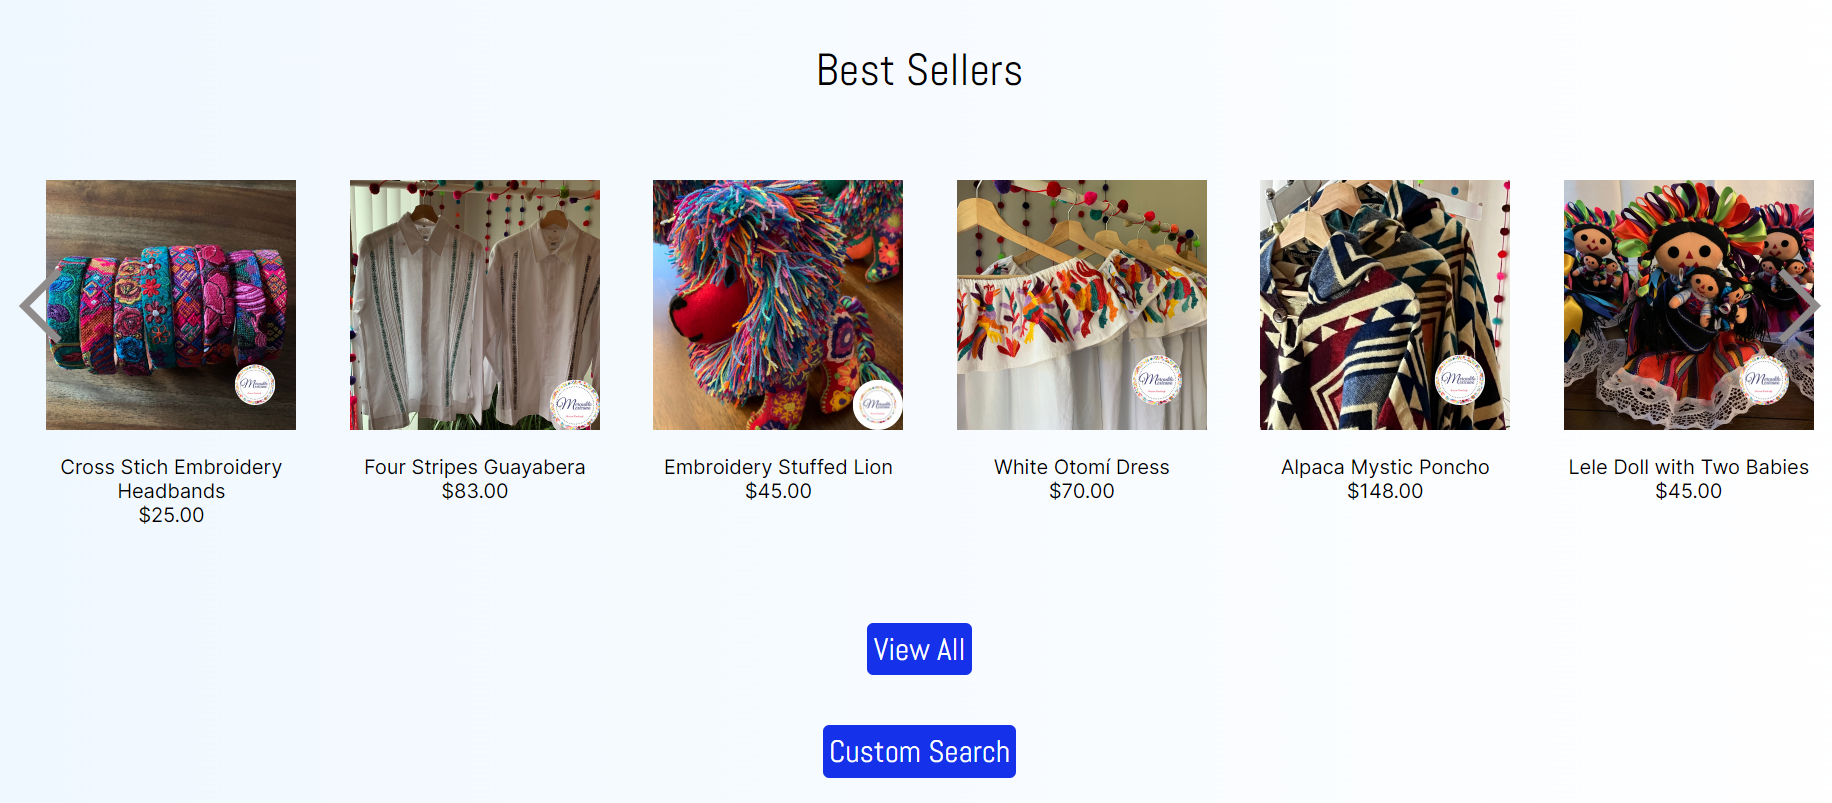 Best Sellers
Cross Stich Embroidery
Headbands
$25.00
Four Stripes Guayabera
$83.00
Embroidery Stuffed Lion
$45.00
White Otomí Dress
$70.00
Alpaca Mystic Poncho
$148.00
Lele Doll with Two Babies
$45.00
View All
Custom Search